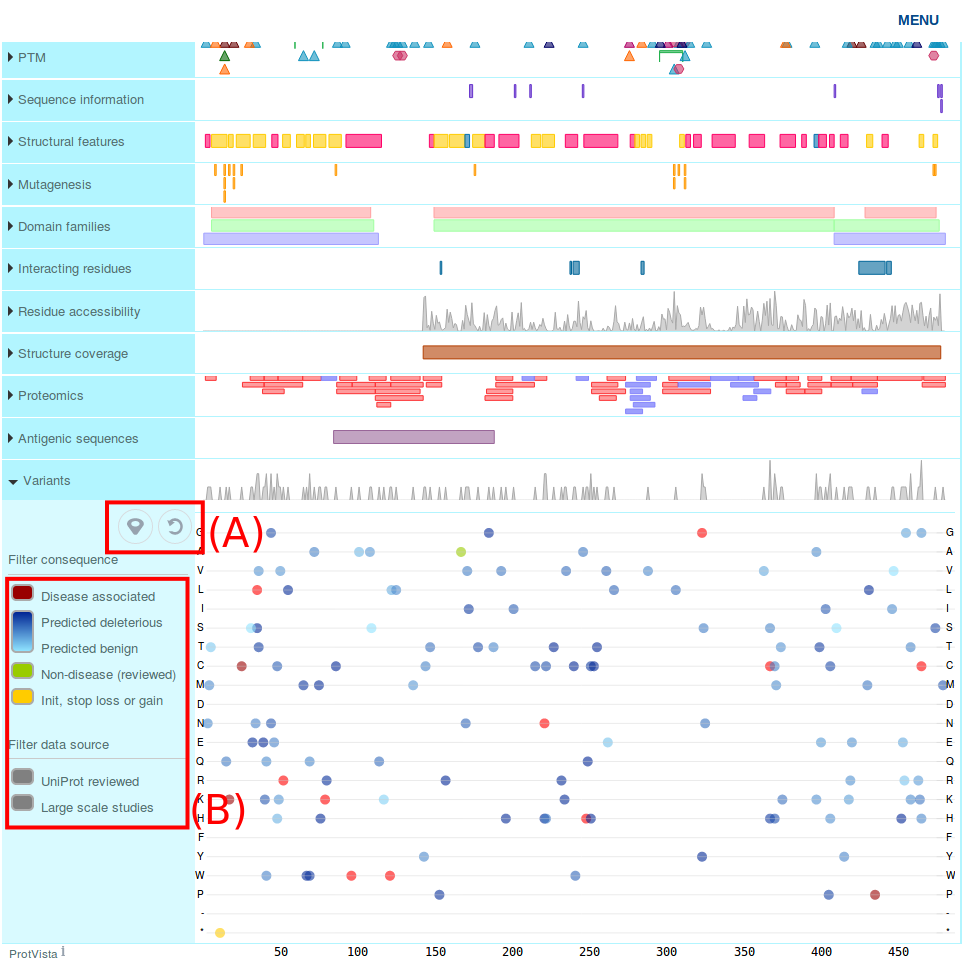 MENU
PTM
Sequence information
Structural features
Mutagenesis
Domain families
Interacting residues
Residue accessibility
Structure coverage
Proteomics
Antigenic sequences
Variants
(A)
G G
A A
Filter consequence
V V
L L
Disease associated
I I
Predicted deleterious
S S
Predicted benign
T T
C C
Non-disease (reviewed)
M M
Init, stop loss or gain
D D
N N
E E
Filter data source
Q Q
R R
UniProt reviewed
K K
Large scale studies
(B)
H H
F F
Y Y
W W
P P
- -
* *
ProtVista i
50 100 150 200 250 300 350 400 450